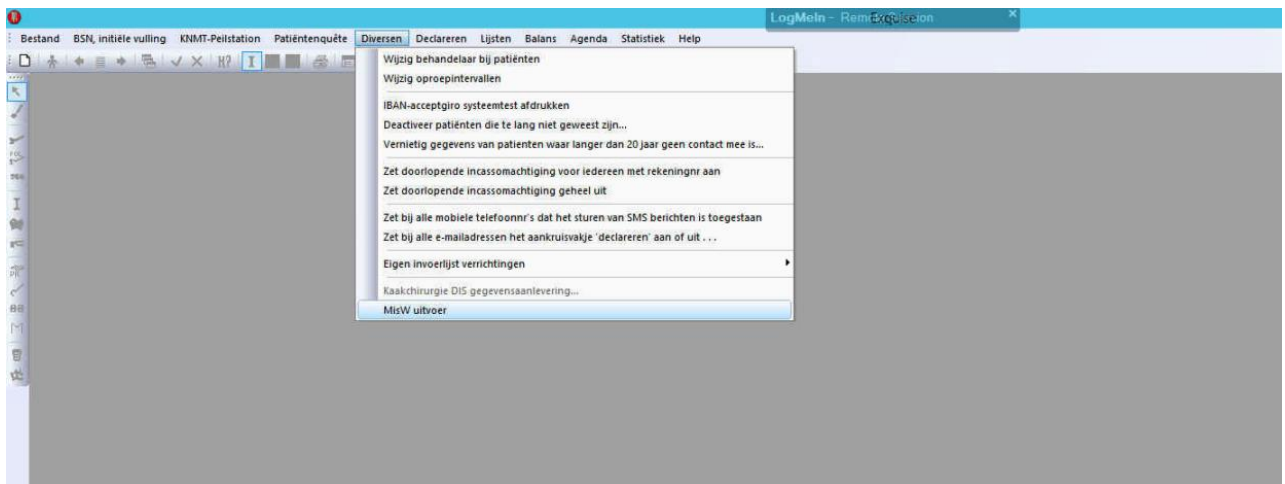 LogMeIn - Remote Session
Exquise
×
Bestand BSN, initiële vulling KNMT-Peilstation Patiëntenquête Diversen Declareren Lijsten Balans Agenda Statistiek Help
H? I
Wijzig behandelaar bij patiënten
Wijzig oproepintervallen
IBAN-acceptgiro systeemtest afdrukken
Deactiveer patiënten die te lang niet geweest zijn...
Vernietig gegevens van patienten waar langer dan 20 jaar geen contact mee is...
Zet doorlopende incassomachtiging voor iedereen met rekeningnr aan
Zet doorlopende incassomachtiging geheel uit
Zet bij alle mobiele telefoonnr's dat het sturen van SMS berichten is toegestaan
Zet bij alle e-mailadressen het aankruisvakje 'declareren' aan of uit . . .
Eigen invoerlijst verrichtingen
Kaakchirurgie DIS gegevensaanlevering...
MisW uitvoer